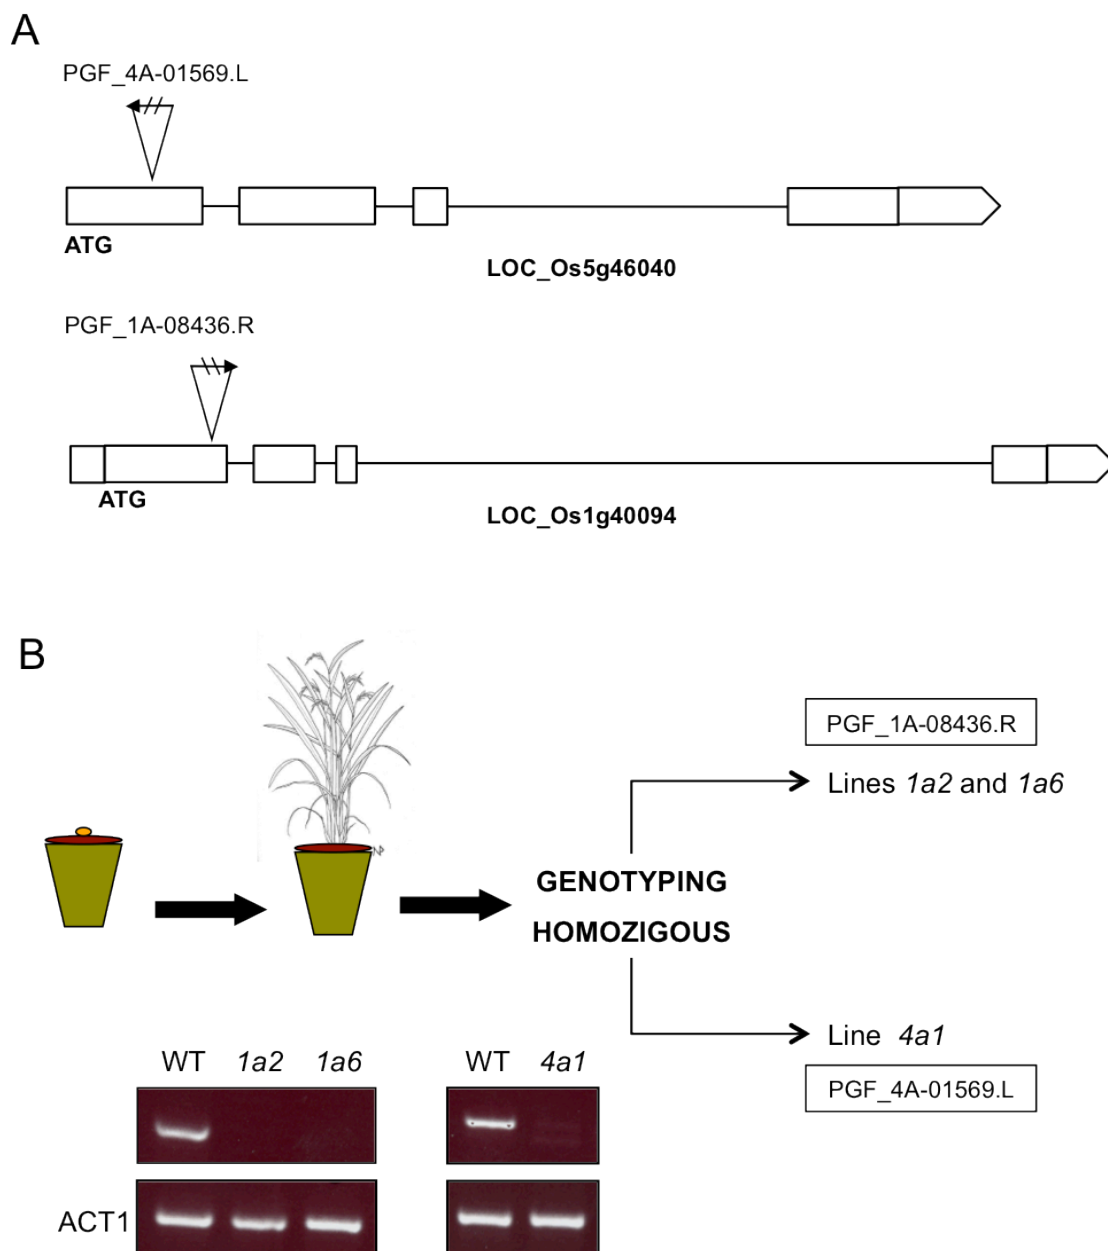 A
PGF_4A-01569.L
ATG
LOC_Os5g46040
PGF_1A-08436.R
ATG
LOC_Os1g40094
B
PGF_1A-08436.R
Lines 1a2 and 1a6
GENOTYPING
HOMOZIGOUS
Line 4a1
PGF_4A-01569.L
WT 1a2 1a6
WT 4a1
ACT1